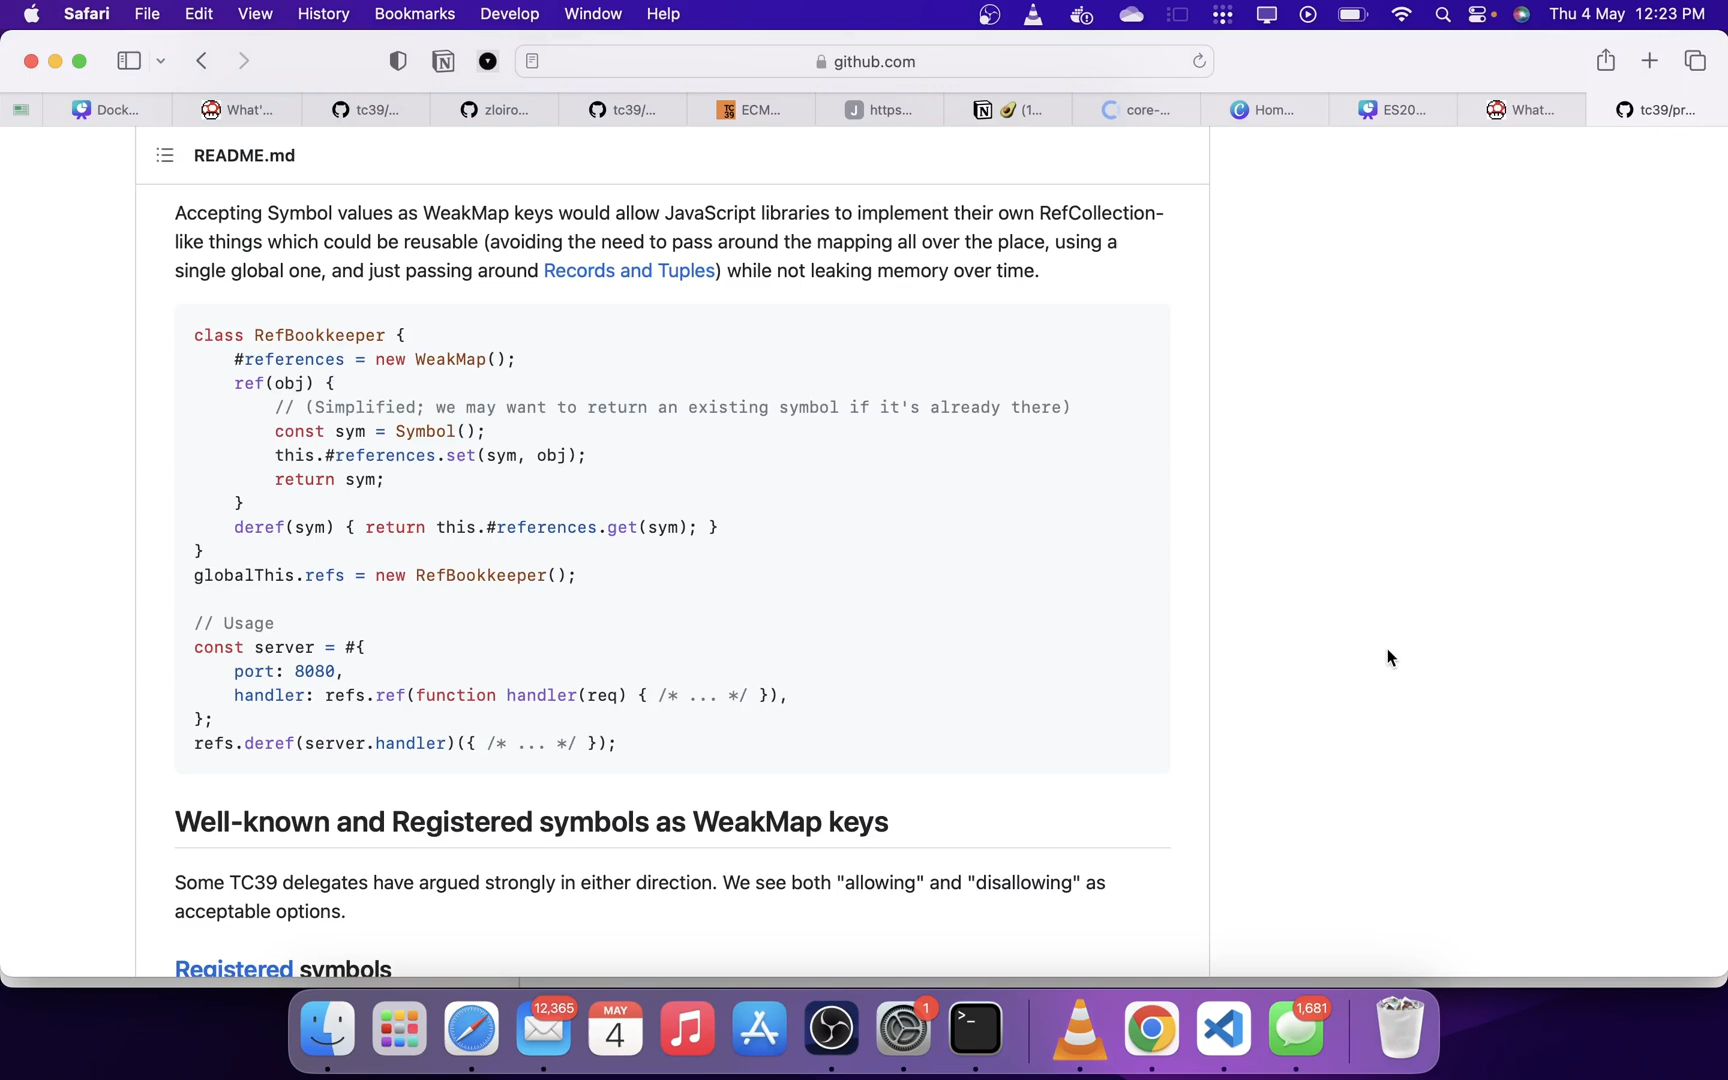 Safari File Edit View History Bookmarks Develop Window Help Thu 4 May 12:23 PM
github.com
Dock... What'... tc39/... zloiro... tc39/... ECM... https... (1... core-... Hom... ES20... What... tc39/pr...
README.md
Accepting Symbol values as WeakMap keys would allow JavaScript libraries to implement their own RefCollection-
like things which could be reusable (avoiding the need to pass around the mapping all over the place, using a
single global one, and just passing around Records and Tuples) while not leaking memory over time.
class RefBookkeeper {
    #references = new WeakMap();
    ref(obj) {
        // (Simplified; we may want to return an existing symbol if it's already there)
        const sym = Symbol();
        this.#references.set(sym, obj);
        return sym;
    }
    deref(sym) { return this.#references.get(sym); }
}
globalThis.refs = new RefBookkeeper();
// Usage
const server = #{
    port: 8080,
    handler: refs.ref(function handler(req) { /* ... */ }),
};
refs.deref(server.handler)({ /* ... */ });
Well-known and Registered symbols as WeakMap keys
Some TC39 delegates have argued strongly in either direction. We see both "allowing" and "disallowing" as
acceptable options.
Registered symbols
12,365 MAY 4 1 >_ 1,681